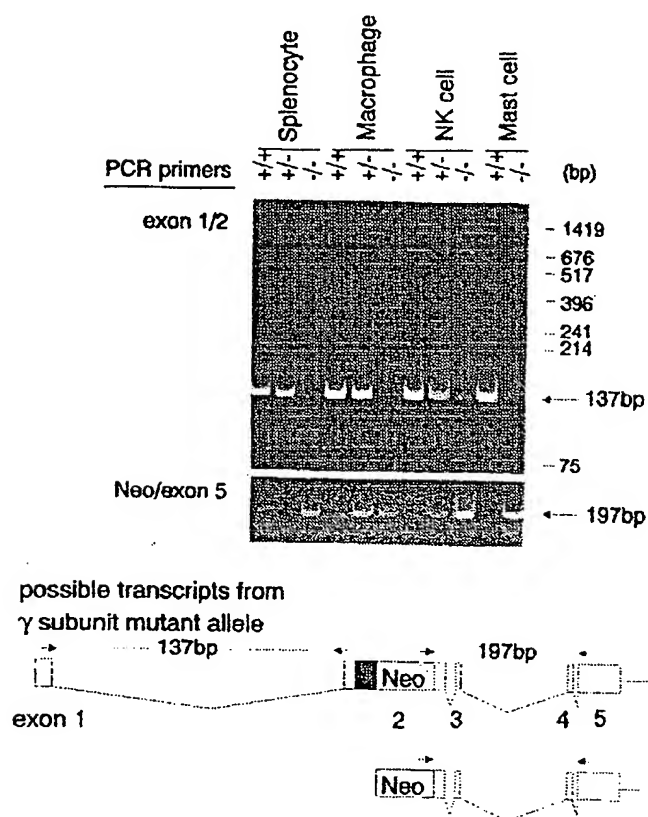 Splenocyte Macrophage NK cell Mast cell
PCR primers +/+ +/- -/- +/+ +/- -/- +/+ +/- -/- +/+ -/- (bp)
exon 1/2
1419
676
517
396
241
214
137bp
75
Neo/exon 5
197bp
possible transcripts from
γ subunit mutant allele
137bp 197bp
Neo
exon 1 2 3 4 5
Neo